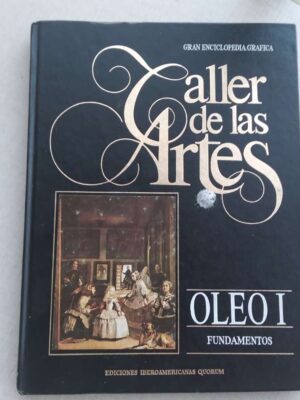 GRAN ENCICLOPEDIA GRAFICA
Taller
de las
Artes
OLEO I
FUNDAMENTOS
EDICIONES IBEROAMERICANAS QUORUM